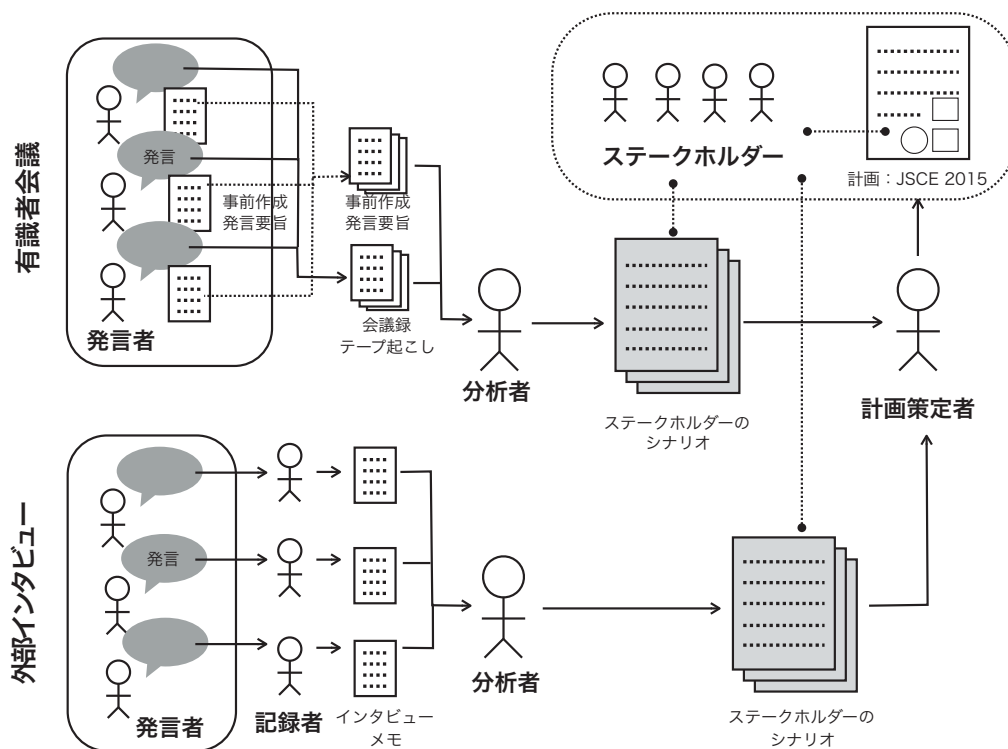 有識者会議
発言
事前作成
発言要旨
発言者
事前作成
発言要旨
会議録
テープ起こし
分析者
ステークホルダー
計画：JSCE 2015
ステークホルダーの
シナリオ
計画策定者
外部インタビュー
発言
発言者
記録者
インタビュー
メモ
分析者
ステークホルダーの
シナリオ